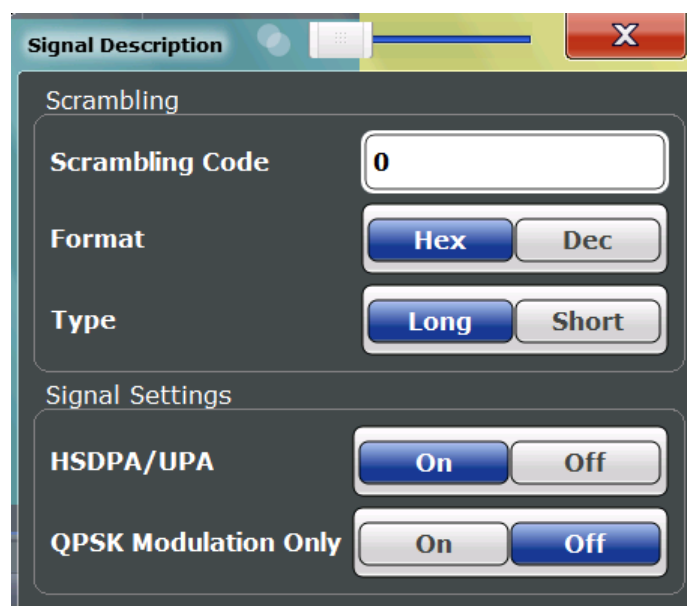 Signal Description X
Scrambling
Scrambling Code 0
Format Hex Dec
Type Long Short
Signal Settings
HSDPA/UPA On Off
QPSK Modulation Only On Off